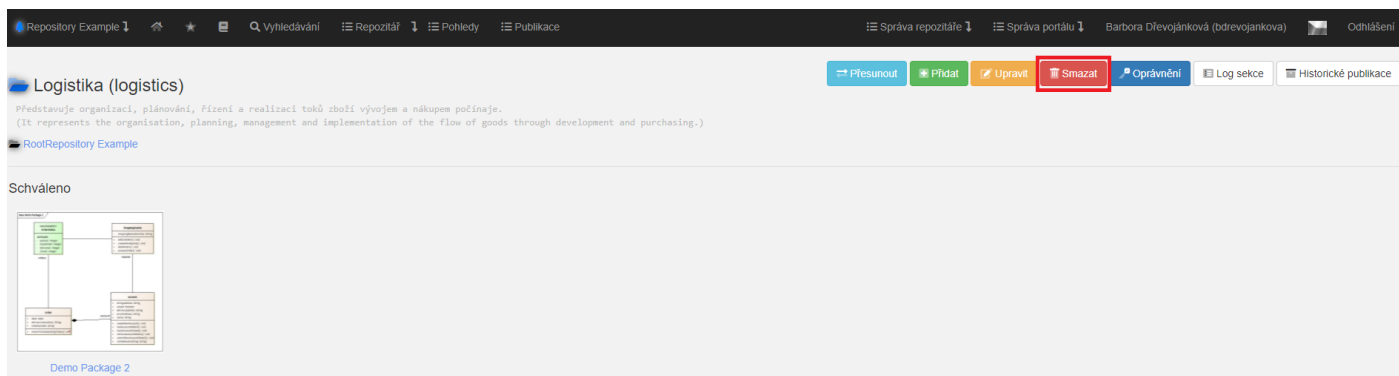 Repository Example
Vyhledávání
Repozitář
Pohledy
Publikace
Správa repozitáře
Správa portálu
Barbora Dřevojánková (bdrevojankova)
Odhlášení
Logistika (logistics)
Přesunout
Přidat
Upravit
Smazat
Oprávnění
Log sekce
Historické publikace
Představuje organizaci, plánování, řízení a realizaci toků zboží vývojem a nákupem počínaje.
(It represents the organisation, planning, management and implementation of the flow of goods through development and purchasing.)
RootRepository Example
Schváleno
Demo Package 2